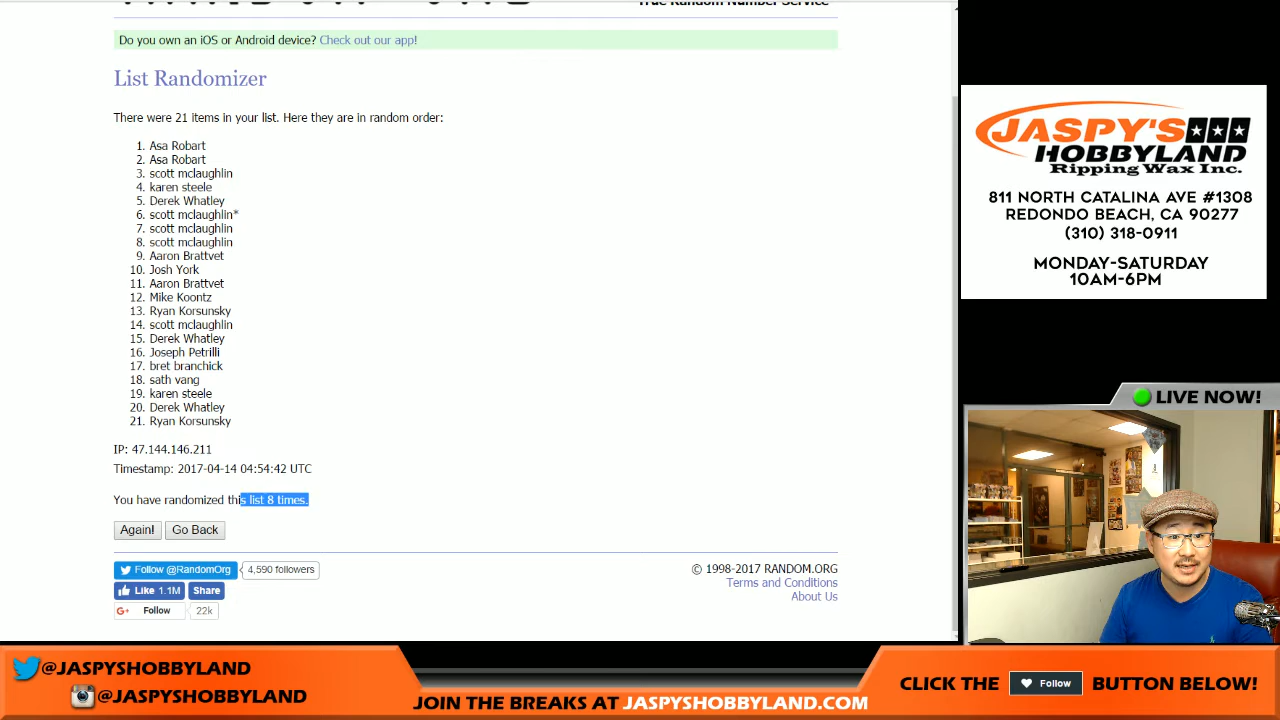 True Random Number Service
Do you own an iOS or Android device? Check out our app!
List Randomizer
There were 21 items in your list. Here they are in random order:
1. Asa Robart
2. Asa Robart
3. scott mclaughlin
4. karen steele
5. Derek Whatley
6. scott mclaughlin*
7. scott mclaughlin
8. scott mclaughlin
9. Aaron Brattvet
10. Josh York
11. Aaron Brattvet
12. Mike Koontz
13. Ryan Korsunsky
14. scott mclaughlin
15. Derek Whatley
16. Joseph Petrilli
17. bret branchick
18. sath vang
19. karen steele
20. Derek Whatley
21. Ryan Korsunsky
IP: 47.144.146.211
Timestamp: 2017-04-14 04:54:42 UTC
You have randomized this list 8 times.
Again! Go Back
Follow @RandomOrg 4,590 followers
Like 1.1M Share
G+ Follow 22k
© 1998-2017 RANDOM.ORG
Terms and Conditions
About Us
JASPY'S
HOBBYLAND
Ripping Wax Inc.
811 NORTH CATALINA AVE #1308
REDONDO BEACH, CA 90277
(310) 318-0911
MONDAY-SATURDAY
10AM-6PM
LIVE NOW!
@JASPYSHOBBYLAND
@JASPYSHOBBYLAND
JOIN THE BREAKS AT JASPYSHOBBYLAND.COM
CLICK THE Follow BUTTON BELOW!